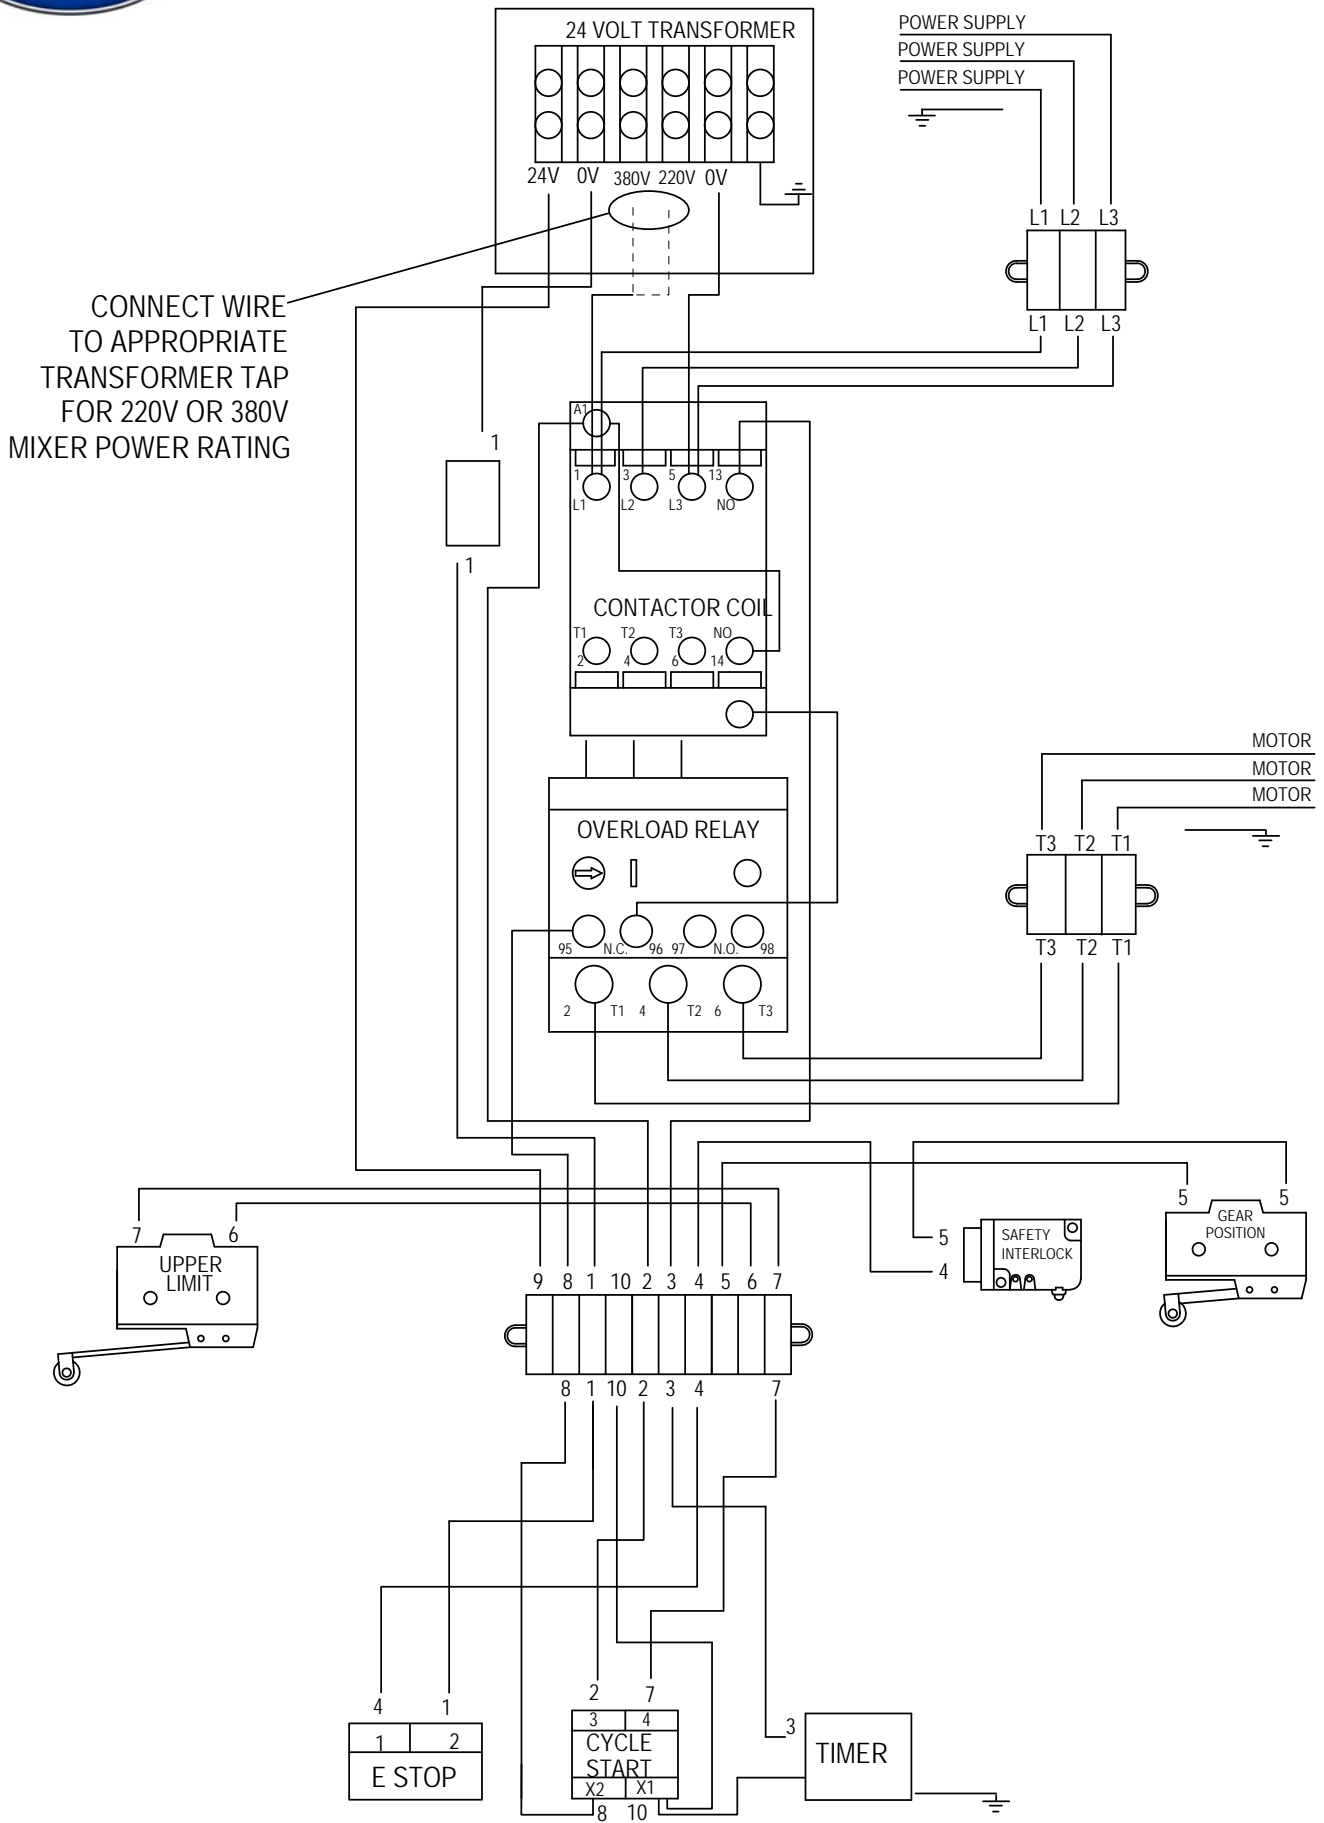 24 VOLT TRANSFORMER
POWER SUPPLY
POWER SUPPLY
POWER SUPPLY
24V 0V 380V 220V 0V
L1 L2 L3
CONNECT WIRE
TO APPROPRIATE
TRANSFORMER TAP
FOR 220V OR 380V
MIXER POWER RATING
L1 L2 L3
A1
1
1
1 3 5 13
L1 L2 L3 NO
CONTACTOR COIL
T1 T2 T3 NO
2 4 6 14
MOTOR
MOTOR
MOTOR
OVERLOAD RELAY
T3 T2 T1
95 N.C. 96 97 N.O. 98
T3 T2 T1
2 T1 4 T2 6 T3
7 6
UPPER
LIMIT
5 5
GEAR
POSITION
5
4
SAFETY
INTERLOCK
9 8 1 10 2 3 4 5 6 7
8 1 10 2 3 4 7
4 1
1 2
E STOP
2 7
3 4
CYCLE
START
X2 X1
8 10
3
TIMER